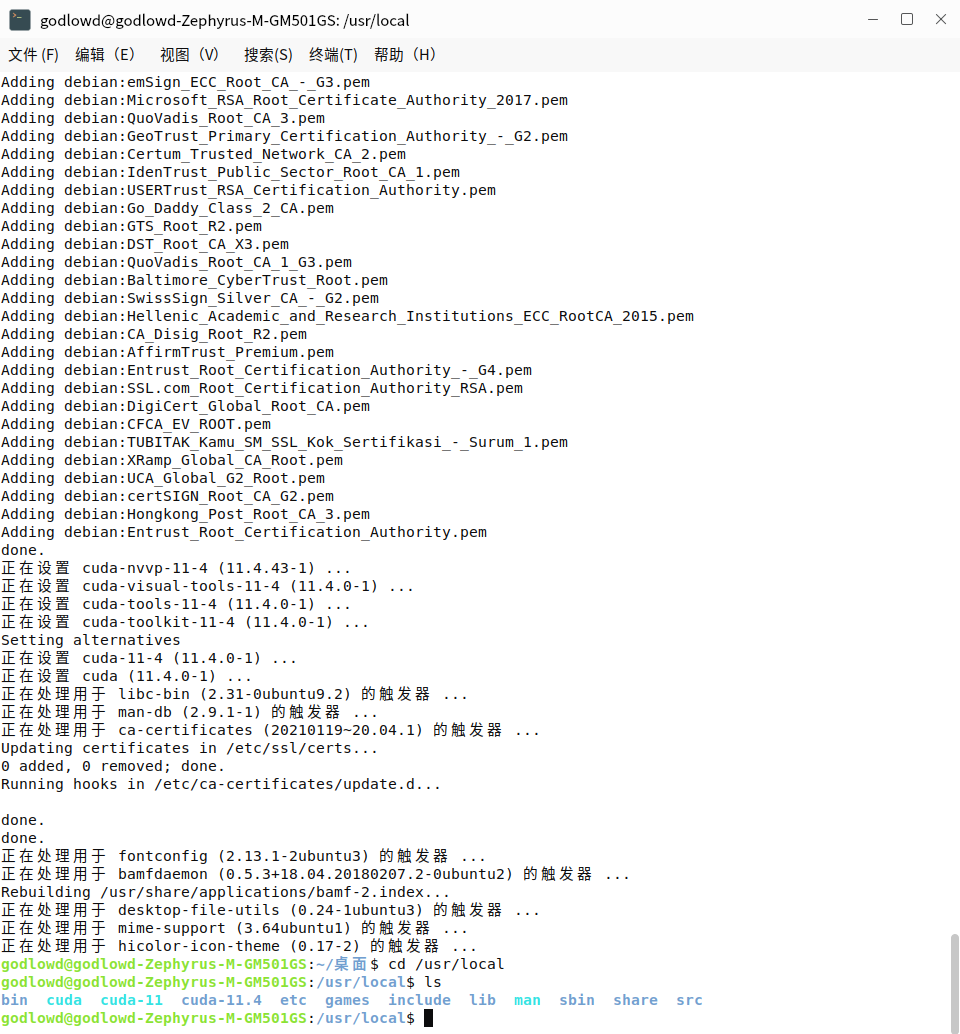 godlowd@godlowd-Zephyrus-M-GM501GS: /usr/local
文件 (F) 编辑（E） 视图（V） 搜索(S) 终端(T) 帮助（H）
Adding debian:emSign_ECC_Root_CA_-_G3.pem
Adding debian:Microsoft_RSA_Root_Certificate_Authority_2017.pem
Adding debian:QuoVadis_Root_CA_3.pem
Adding debian:GeoTrust_Primary_Certification_Authority_-_G2.pem
Adding debian:Certum_Trusted_Network_CA_2.pem
Adding debian:IdenTrust_Public_Sector_Root_CA_1.pem
Adding debian:USERTrust_RSA_Certification_Authority.pem
Adding debian:Go_Daddy_Class_2_CA.pem
Adding debian:GTS_Root_R2.pem
Adding debian:DST_Root_CA_X3.pem
Adding debian:QuoVadis_Root_CA_1_G3.pem
Adding debian:Baltimore_CyberTrust_Root.pem
Adding debian:SwissSign_Silver_CA_-_G2.pem
Adding debian:Hellenic_Academic_and_Research_Institutions_ECC_RootCA_2015.pem
Adding debian:CA_Disig_Root_R2.pem
Adding debian:AffirmTrust_Premium.pem
Adding debian:Entrust_Root_Certification_Authority_-_G4.pem
Adding debian:SSL.com_Root_Certification_Authority_RSA.pem
Adding debian:DigiCert_Global_Root_CA.pem
Adding debian:CFCA_EV_ROOT.pem
Adding debian:TUBITAK_Kamu_SM_SSL_Kok_Sertifikasi_-_Surum_1.pem
Adding debian:XRamp_Global_CA_Root.pem
Adding debian:UCA_Global_G2_Root.pem
Adding debian:certSIGN_Root_CA_G2.pem
Adding debian:Hongkong_Post_Root_CA_3.pem
Adding debian:Entrust_Root_Certification_Authority.pem
done.
正在设置 cuda-nvvp-11-4 (11.4.43-1) ...
正在设置 cuda-visual-tools-11-4 (11.4.0-1) ...
正在设置 cuda-tools-11-4 (11.4.0-1) ...
正在设置 cuda-toolkit-11-4 (11.4.0-1) ...
Setting alternatives
正在设置 cuda-11-4 (11.4.0-1) ...
正在设置 cuda (11.4.0-1) ...
正在处理用于 libc-bin (2.31-0ubuntu9.2) 的触发器 ...
正在处理用于 man-db (2.9.1-1) 的触发器 ...
正在处理用于 ca-certificates (20210119~20.04.1) 的触发器 ...
Updating certificates in /etc/ssl/certs...
0 added, 0 removed; done.
Running hooks in /etc/ca-certificates/update.d...
done.
done.
正在处理用于 fontconfig (2.13.1-2ubuntu3) 的触发器 ...
正在处理用于 bamfdaemon (0.5.3+18.04.20180207.2-0ubuntu2) 的触发器 ...
Rebuilding /usr/share/applications/bamf-2.index...
正在处理用于 desktop-file-utils (0.24-1ubuntu3) 的触发器 ...
正在处理用于 mime-support (3.64ubuntu1) 的触发器 ...
正在处理用于 hicolor-icon-theme (0.17-2) 的触发器 ...
godlowd@godlowd-Zephyrus-M-GM501GS:~/桌面$ cd /usr/local
godlowd@godlowd-Zephyrus-M-GM501GS:/usr/local$ ls
bin cuda cuda-11 cuda-11.4 etc games include lib man sbin share src
godlowd@godlowd-Zephyrus-M-GM501GS:/usr/local$